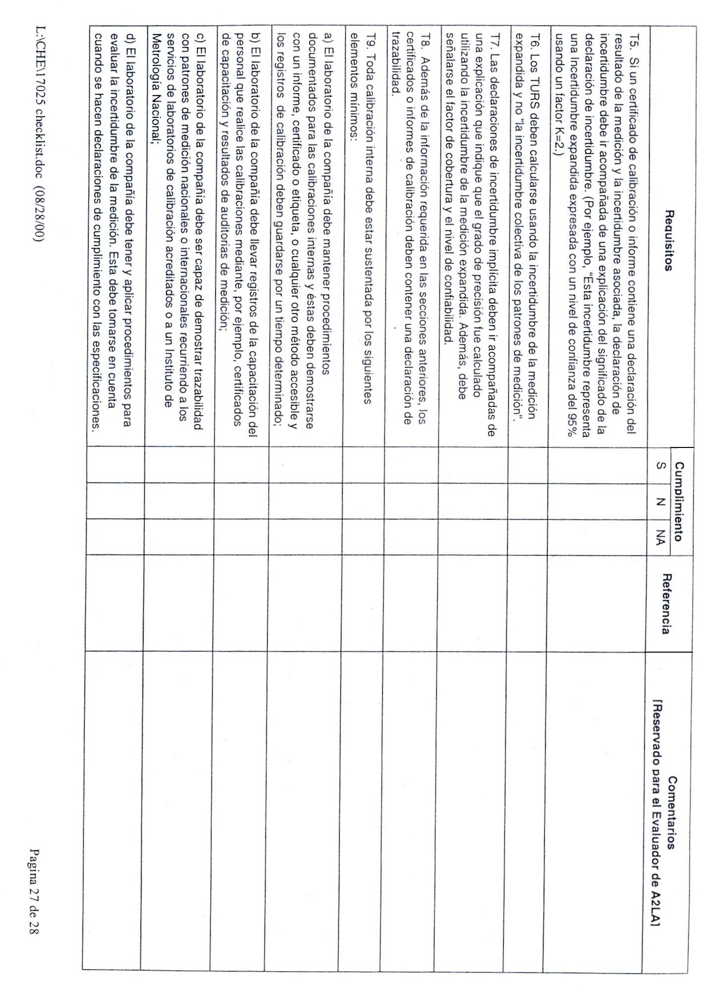 Requisitos
Cumplimiento
S
N
NA
Referencia
Comentarios
[Reservado para el Evaluador de A2LA]
T5. Si un certificado de calibración o informe contiene una declaración del
resultado de la medición y la incertidumbre asociada, la declaración de
incertidumbre debe ir acompañada de una explicación del significado de la
declaración de incertidumbre. (Por ejemplo, “Esta incertidumbre representa
una Incertidumbre expandida expresada con un nivel de confianza del 95%
usando un factor K=2.)
T6. Los TURS deben calcularse usando la incertidumbre de la medición
expandida y no “la incertidumbre colectiva de los patrones de medición”.
T7. Las declaraciones de incertidumbre implícita deben ir acompañadas de
una explicación que indique que el grado de precisión fue calculado
utilizando la incertidumbre de la medición expandida. Además, debe
señalarse el factor de cobertura y el nivel de confiabilidad.
T8. Además de la información requerida en las secciones anteriores, los
certificados o informes de calibración deben contener una declaración de
trazabilidad.
T9. Toda calibración interna debe estar sustentada por los siguientes
elementos mínimos:
a) El laboratorio de la compañía debe mantener procedimientos
documentados para las calibraciones internas y éstas deben demostrarse
con un informe, certificado o etiqueta, o cualquier otro método accesible y
los registros de calibración deben guardarse por un tiempo determinado;
b) El laboratorio de la compañía debe llevar registros de la capacitación del
personal que realice las calibraciones mediante, por ejemplo, certificados
de capacitación y resultados de auditorias de medición;
c) El laboratorio de la compañía debe ser capaz de demostrar trazabilidad
con patrones de medición nacionales o internacionales recurriendo a los
servicios de laboratorios de calibración acreditados o a un Instituto de
Metrología Nacional;
d) El laboratorio de la compañía debe tener y aplicar procedimientos para
evaluar la incertidumbre de la medición. Esta debe tomarse en cuenta
cuando se hacen declaraciones de cumplimiento con las especificaciones.
L:\CHE\17025 checklist.doc (08/28/00)
Pagina 27 de 28